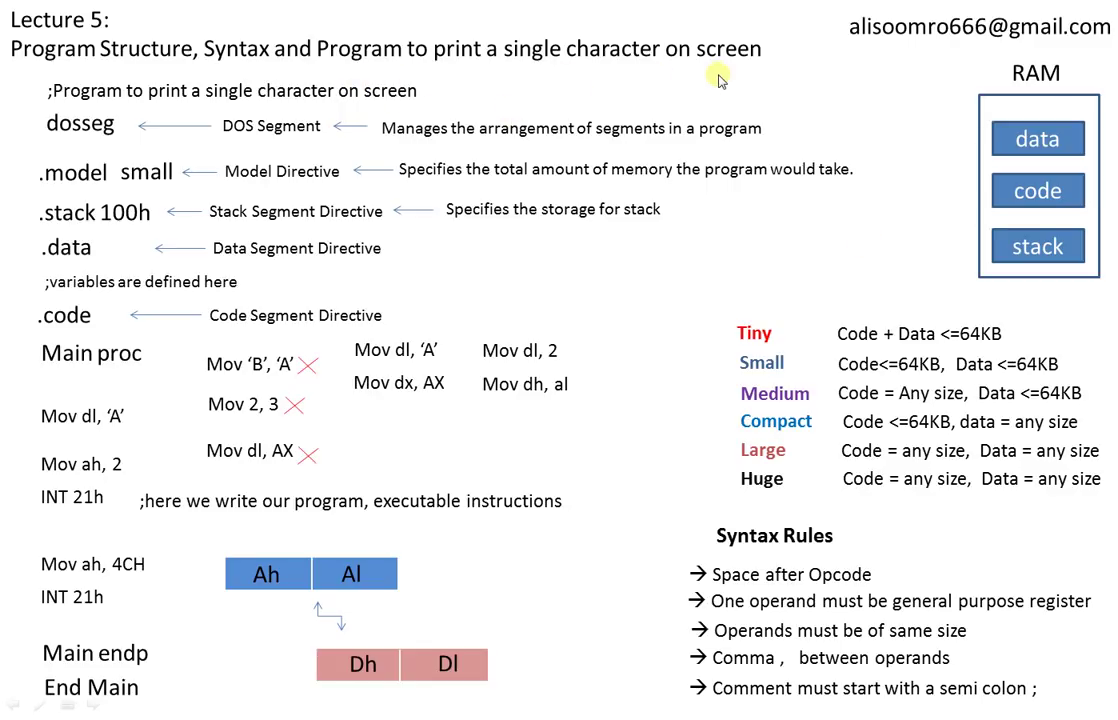 Lecture 5:
Program Structure, Syntax and Program to print a single character on screen
alisoomro666@gmail.com
;Program to print a single character on screen
dosseg DOS Segment Manages the arrangement of segments in a program
.model small Model Directive Specifies the total amount of memory the program would take.
.stack 100h Stack Segment Directive Specifies the storage for stack
.data Data Segment Directive
;variables are defined here
.code Code Segment Directive
Main proc
Mov dl, ‘A’
Mov ah, 2
INT 21h ;here we write our program, executable instructions
Mov ah, 4CH
INT 21h
Main endp
End Main
Mov ‘B’, ‘A’
Mov 2, 3
Mov dl, AX
Mov dl, ‘A’
Mov dx, AX
Mov dl, 2
Mov dh, al
Ah Al
Dh Dl
RAM
data
code
stack
Tiny Code + Data <=64KB
Small Code<=64KB, Data <=64KB
Medium Code = Any size, Data <=64KB
Compact Code <=64KB, data = any size
Large Code = any size, Data = any size
Huge Code = any size, Data = any size
Syntax Rules
→ Space after Opcode
→ One operand must be general purpose register
→ Operands must be of same size
→ Comma , between operands
→ Comment must start with a semi colon ;